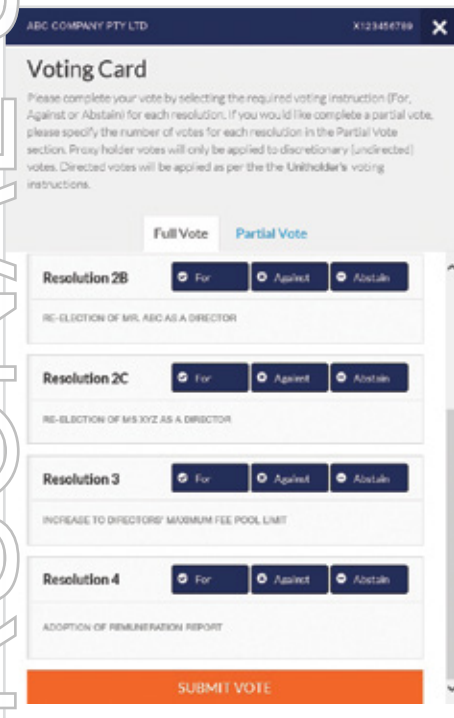 ABC COMPANY PTY LTD X123456789
Voting Card
Please complete your vote by selecting the required voting instruction (For,
Against or Abstain) for each resolution. If you would like complete a partial vote,
please specify the number of votes for each resolution in the Partial Vote
section. Proxy holder votes will only be applied to discretionary (undirected)
votes. Directed votes will be applied as per the the Unitholder's voting
instructions.
Full Vote Partial Vote
Resolution 2B For Against Abstain
RE-ELECTION OF MR. ABC AS A DIRECTOR
Resolution 2C For Against Abstain
RE-ELECTION OF MS XYZ AS A DIRECTOR
Resolution 3 For Against Abstain
INCREASE TO DIRECTORS' MAXIMUM FEE POOL LIMIT
Resolution 4 For Against Abstain
ADOPTION OF REMUNERATION REPORT
SUBMIT VOTE